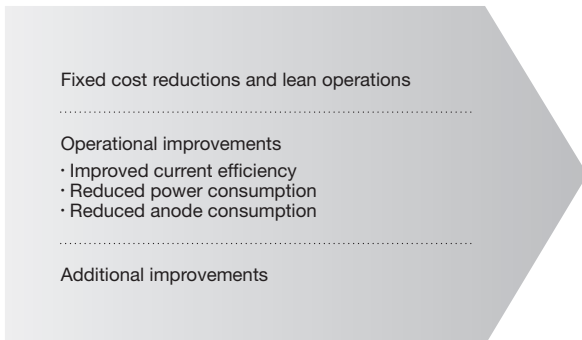 Fixed cost reductions and lean operations
Operational improvements
· Improved current efficiency
· Reduced power consumption
· Reduced anode consumption
Additional improvements